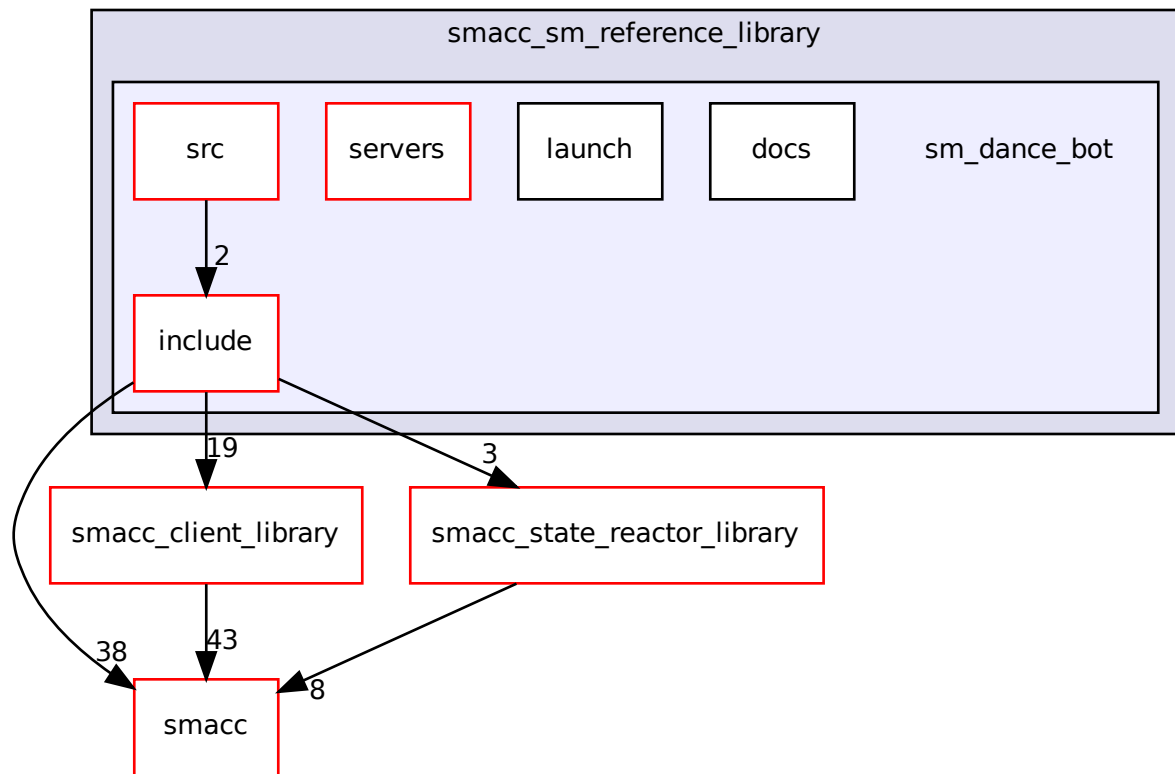 smacc_sm_reference_library
src
servers
launch
docs
sm_dance_bot
2
include
19
3
smacc_client_library
smacc_state_reactor_library
38
43
8
smacc